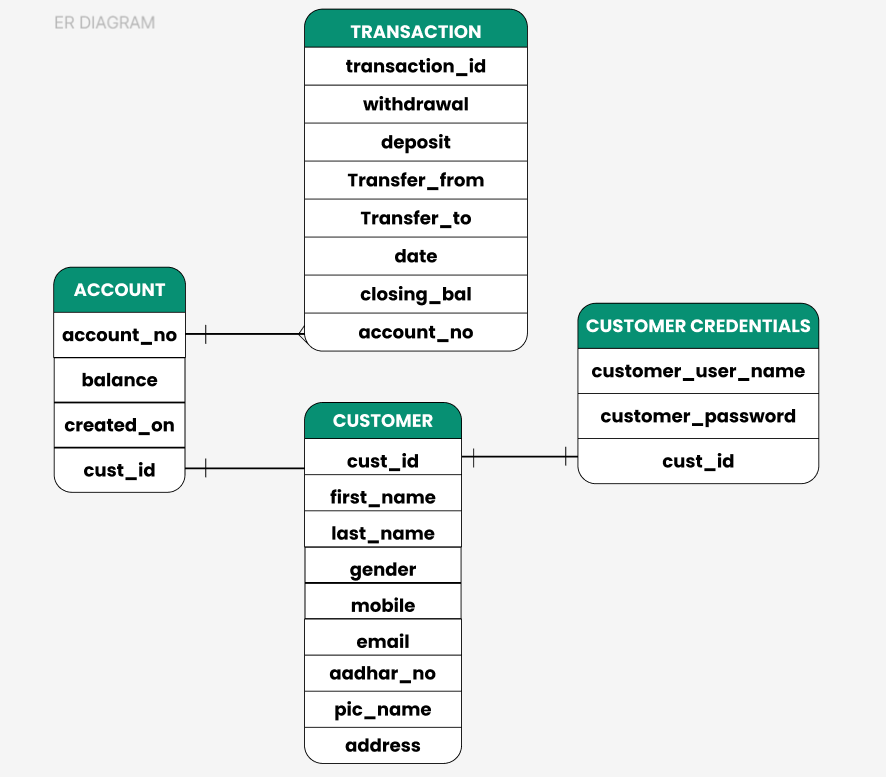 ER DIAGRAM
TRANSACTION
transaction_id
withdrawal
deposit
Transfer_from
Transfer_to
date
closing_bal
account_no
ACCOUNT
account_no
balance
created_on
cust_id
CUSTOMER
cust_id
first_name
last_name
gender
mobile
email
aadhar_no
pic_name
address
CUSTOMER CREDENTIALS
customer_user_name
customer_password
cust_id